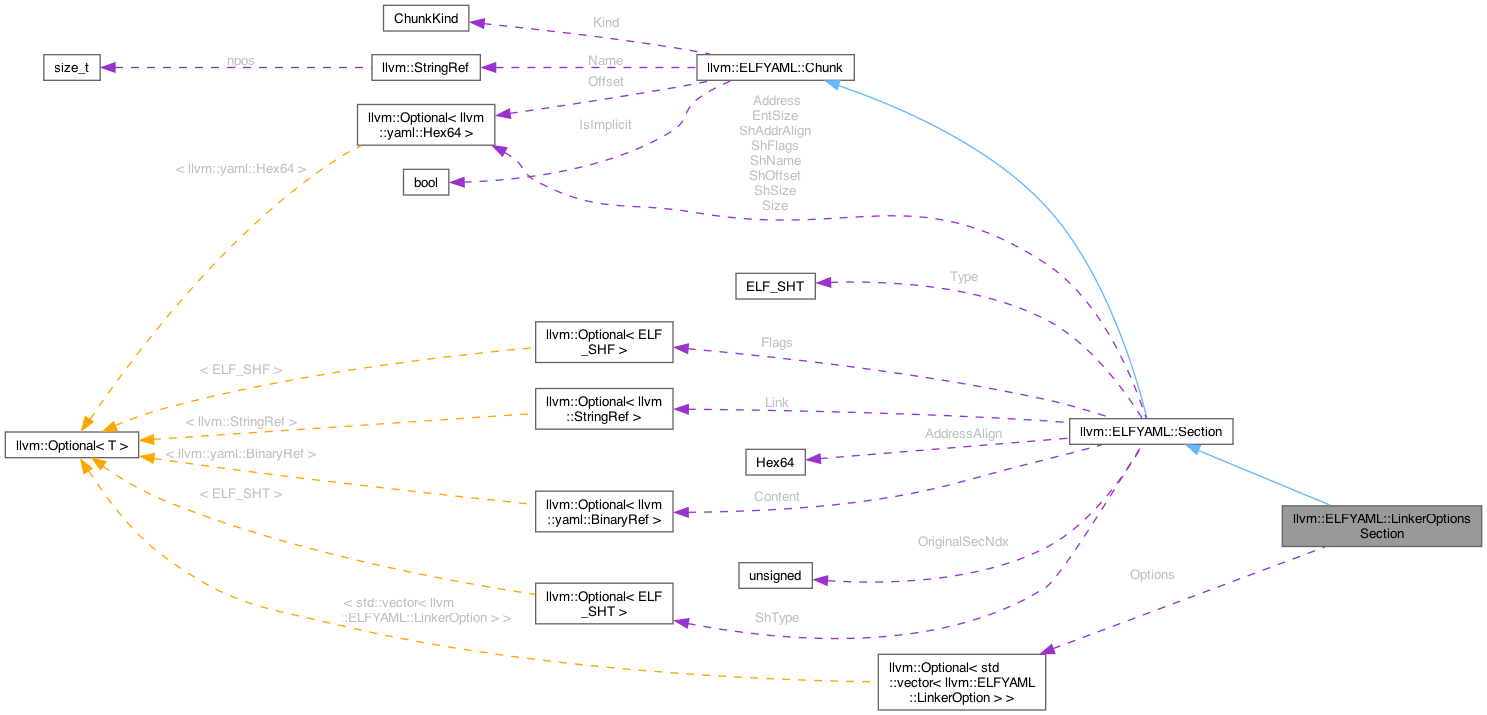 ChunkKind
Kind
size_t
npos
llvm::StringRef
Name
llvm::ELFYAML::Chunk
Offset
llvm::Optional< llvm
::yaml::Hex64 >
IsImplicit
bool
Address
EntSize
ShAddrAlign
ShFlags
ShName
ShOffset
ShSize
Size
< llvm::yaml::Hex64 >
ELF_SHT
Type
llvm::Optional< ELF
_SHF >
Flags
< ELF_SHF >
llvm::Optional< llvm
::StringRef >
Link
< llvm::StringRef >
llvm::Optional< T >
llvm::ELFYAML::Section
AddressAlign
Hex64
< llvm::yaml::BinaryRef >
llvm::Optional< llvm
::yaml::BinaryRef >
Content
< ELF_SHT >
llvm::ELFYAML::LinkerOptions
Section
OriginalSecNdx
unsigned
Options
llvm::Optional< ELF
_SHT >
ShType
< std::vector< llvm
::ELFYAML::LinkerOption > >
llvm::Optional< std
::vector< llvm::ELFYAML
::LinkerOption > >